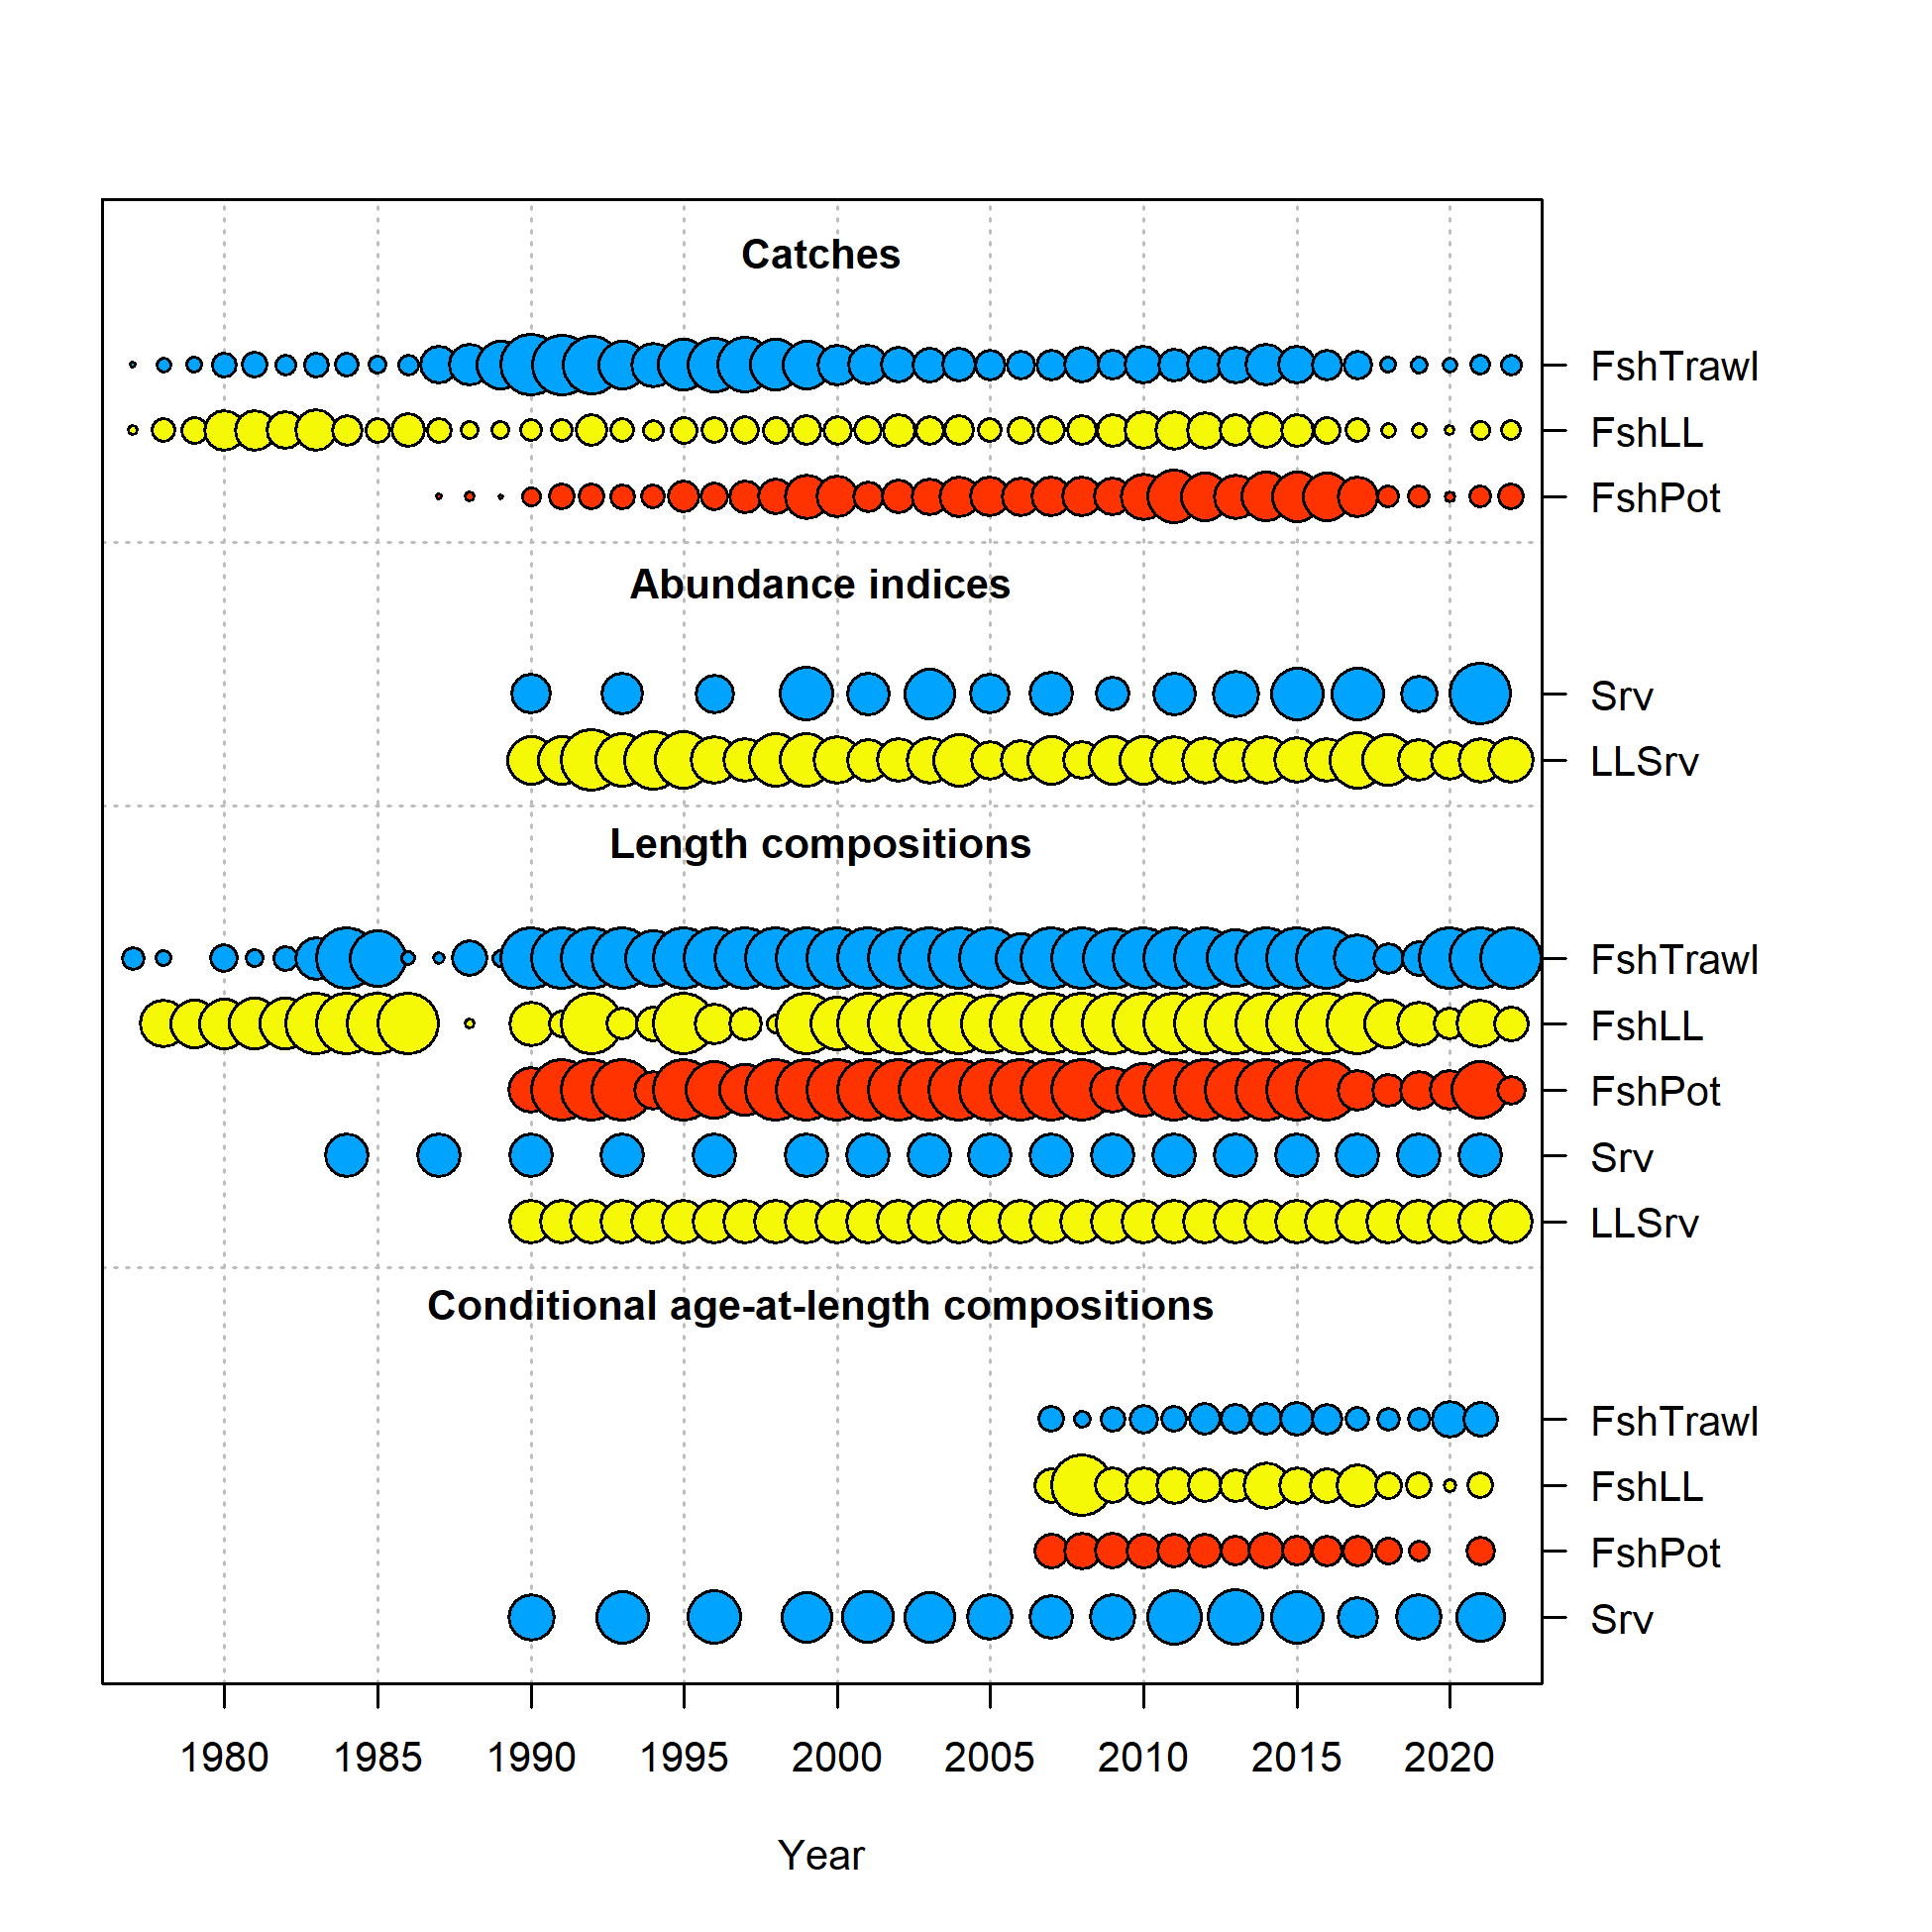 Catches
FshTrawl
FshLL
FshPot
Abundance indices
Srv
LLSrv
Length compositions
FshTrawl
FshLL
FshPot
Srv
LLSrv
Conditional age-at-length compositions
FshTrawl
FshLL
FshPot
Srv
1980 1985 1990 1995 2000 2005 2010 2015 2020
Year